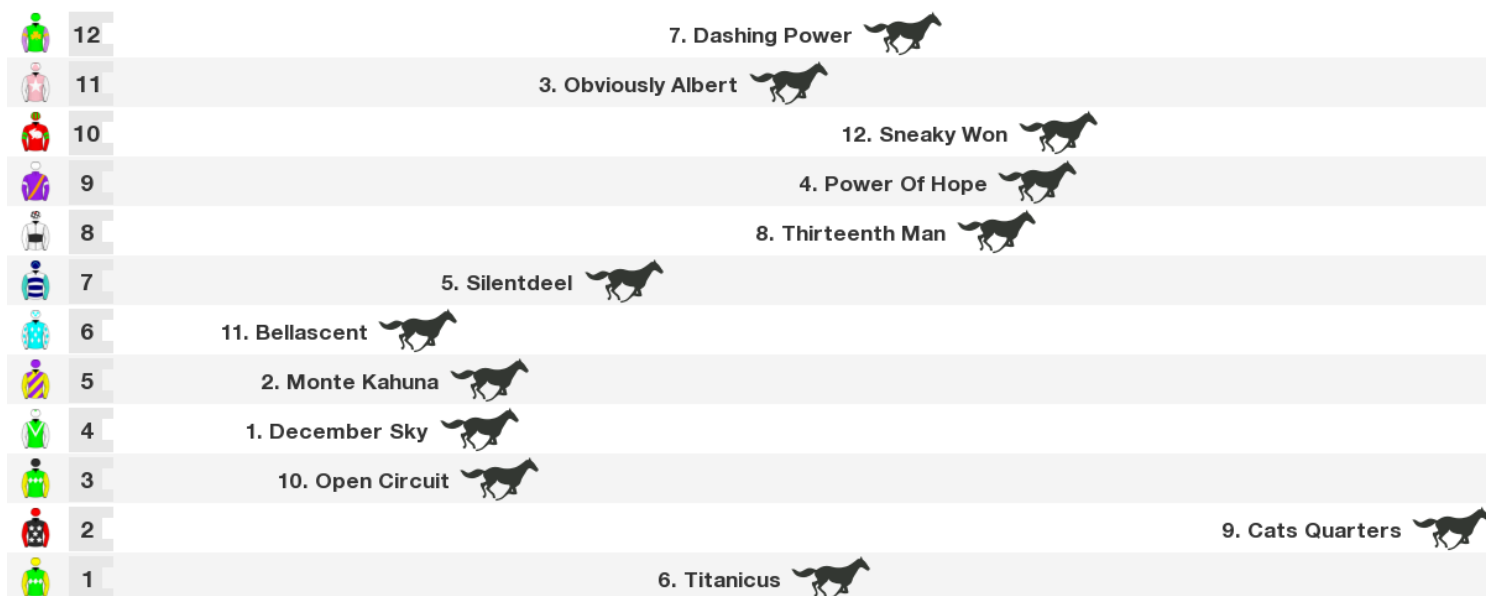 12 7. Dashing Power
11 3. Obviously Albert
10 12. Sneaky Won
9 4. Power Of Hope
8 8. Thirteenth Man
7 5. Silentdeel
6 11. Bellascent
5 2. Monte Kahuna
4 1. December Sky
3 10. Open Circuit
2 9. Cats Quarters
1 6. Titanicus